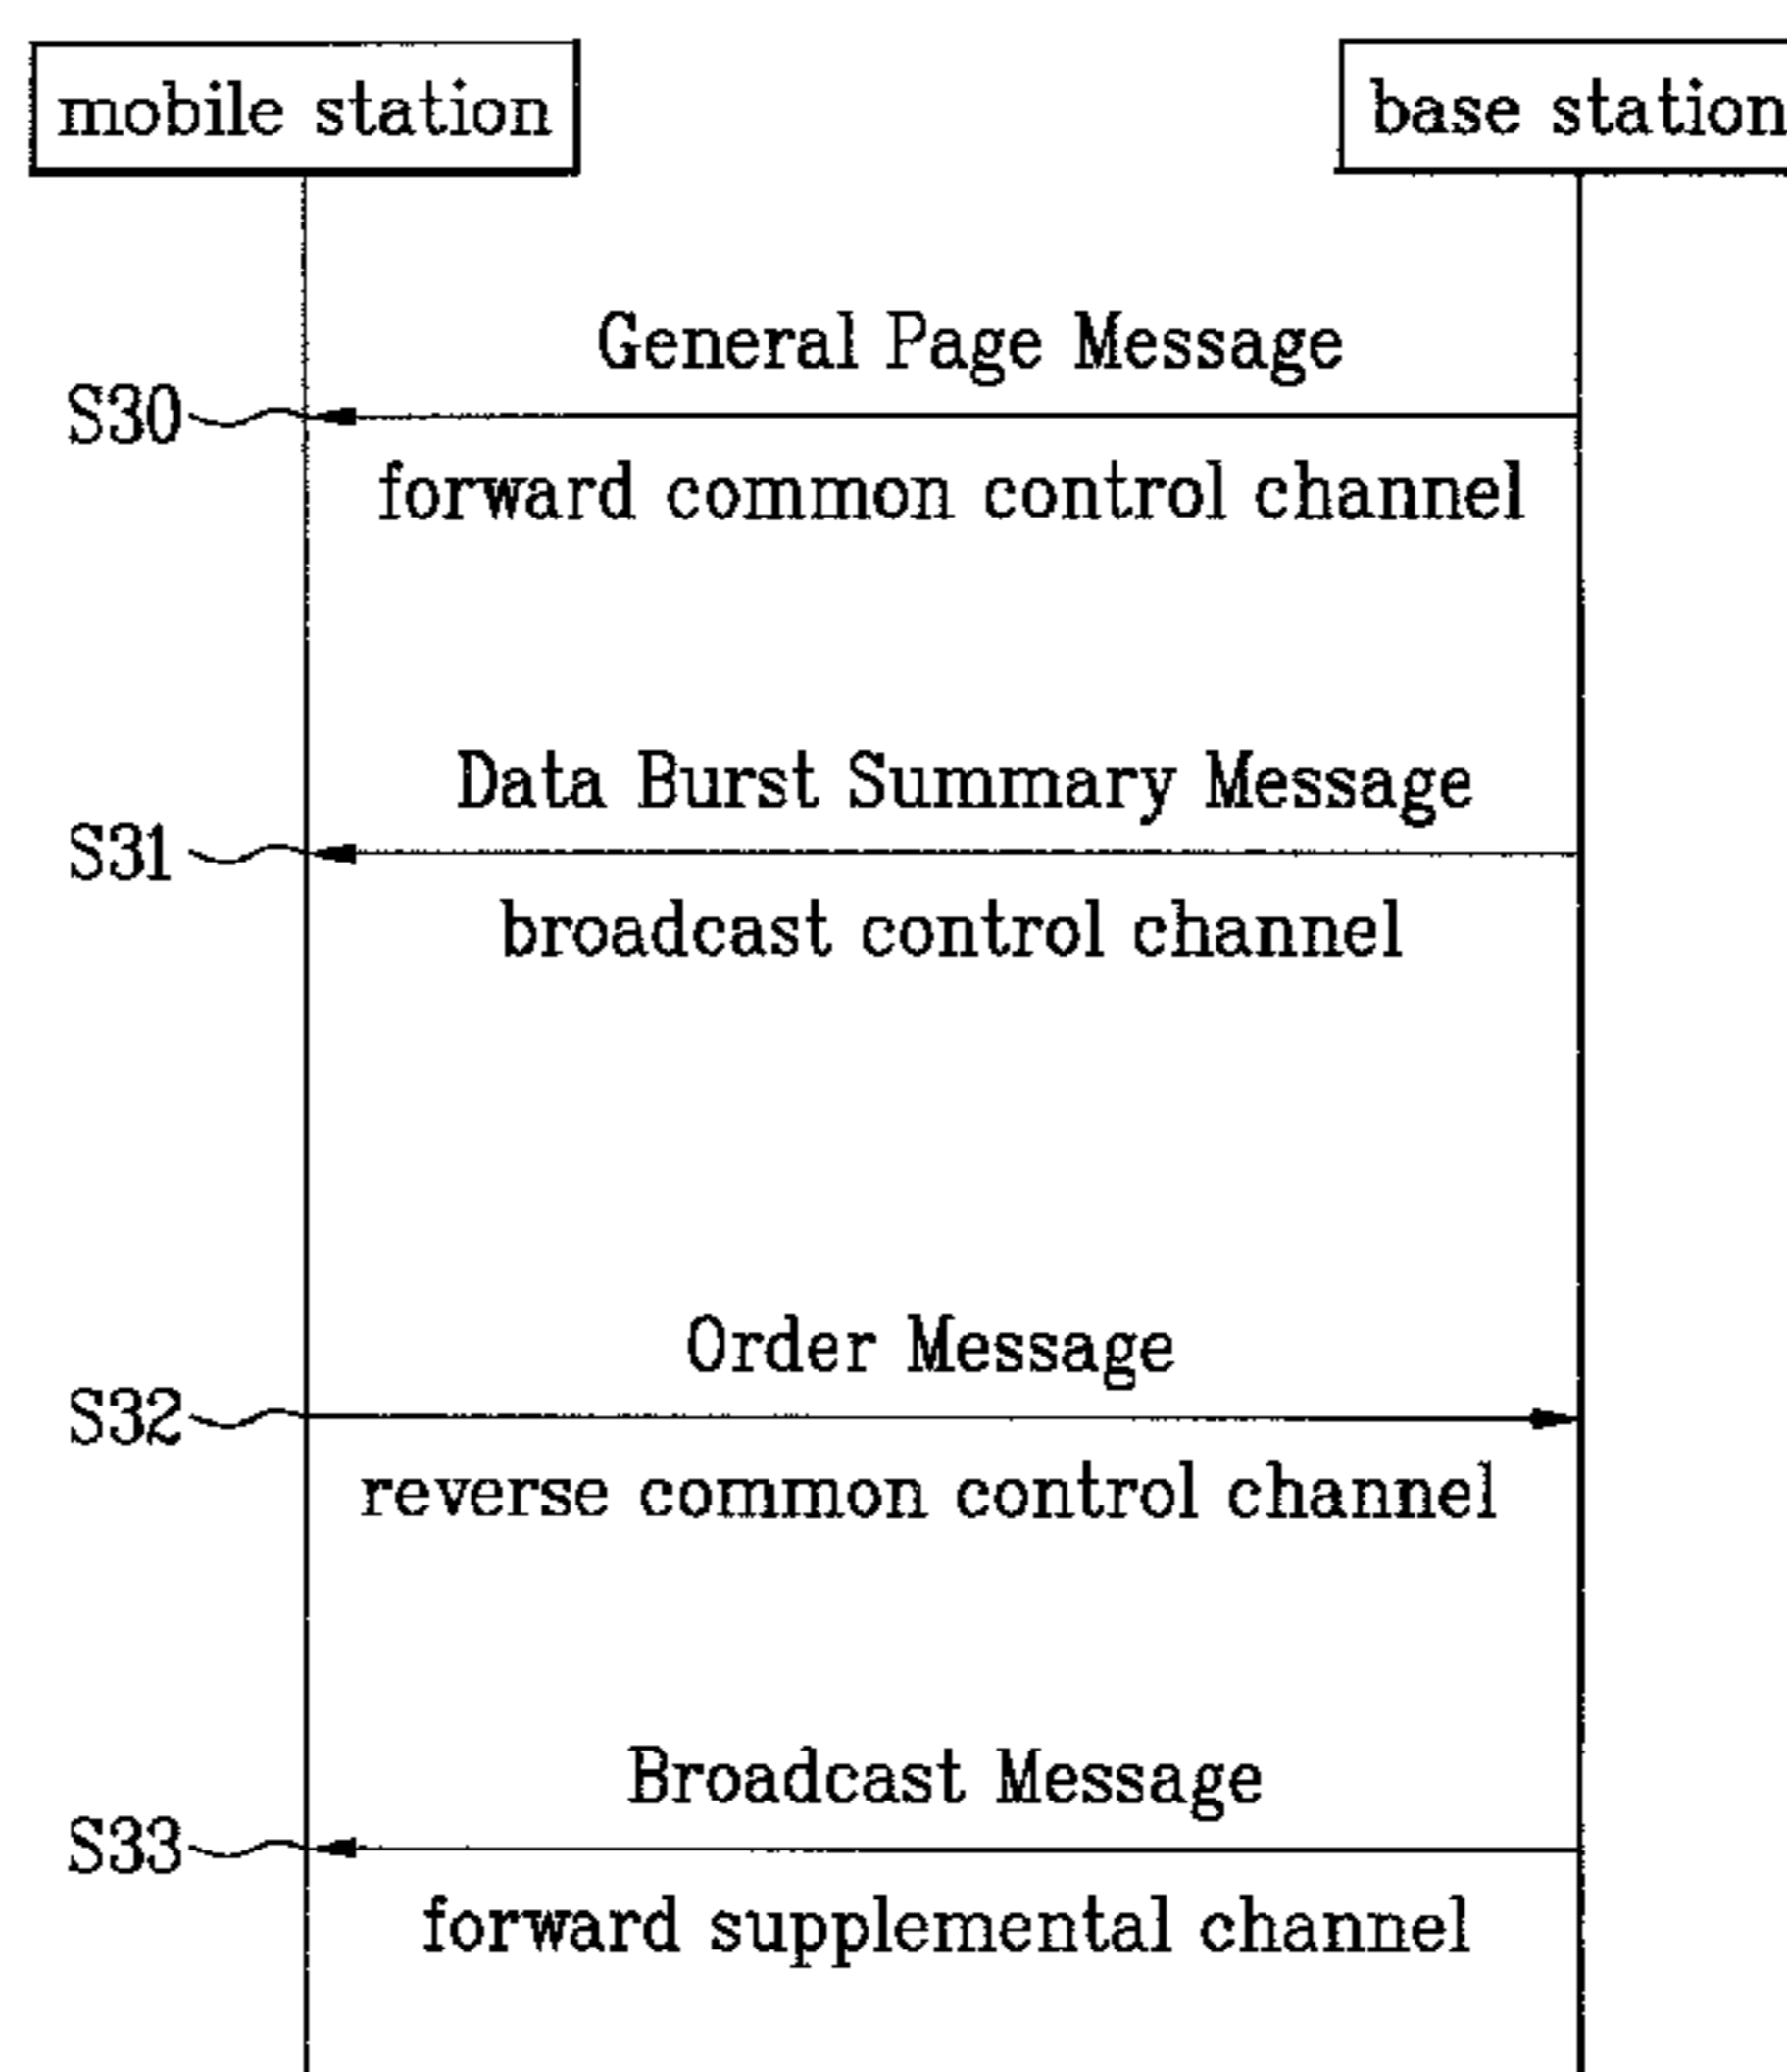 mobile station
base station
General Page Message
S30
forward common control channel
Data Burst Summary Message
S31
broadcast control channel
Order Message
S32
reverse common control channel
Broadcast Message
S33
forward supplemental channel